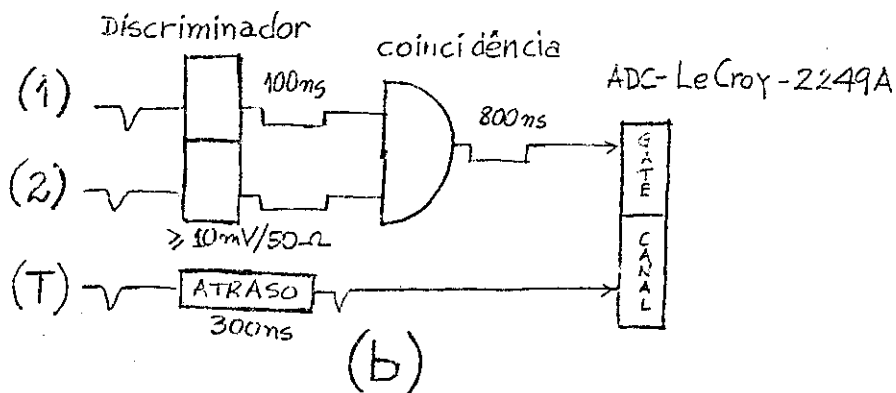 Discriminador
coincidência
ADC-LeCroy-2249A
(1)
100ns
800ns
GATE
(2)
≥10mV/50Ω
CANAL
(T)
ATRASO
300ns
(b)